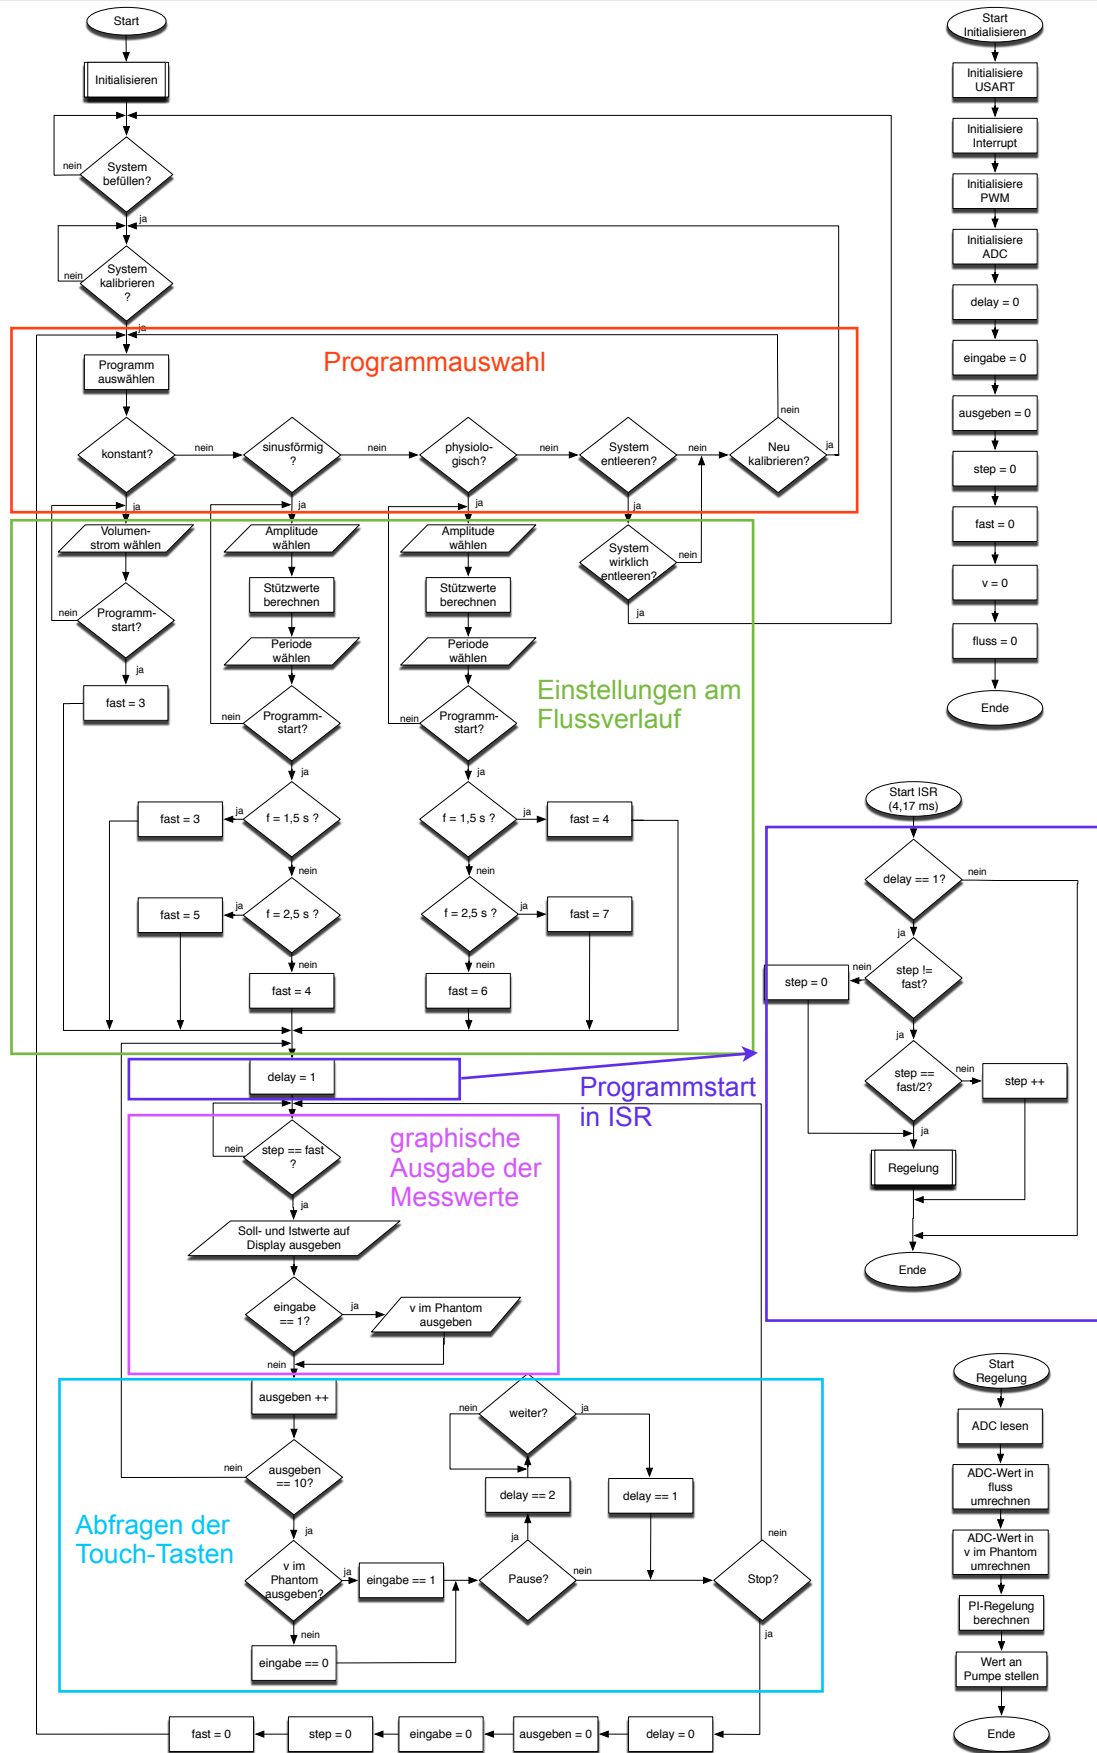 Start
Initialisieren
nein
System
befüllen?
ja
nein
System
kalibrieren
?
ja
Programmauswahl
Programm
auswählen
konstant?
nein
sinusförmig
?
nein
physiolo-
gisch?
nein
System
entleeren?
nein
nein
Neu
kalibrieren?
ja
ja
ja
ja
ja
Volumen-
strom wählen
nein
Programm-
start?
ja
fast = 3
Amplitude
wählen
Stützwerte
berechnen
Periode
wählen
nein
Programm-
start?
ja
f = 1,5 s ?
ja
fast = 3
nein
f = 2,5 s ?
ja
fast = 5
nein
fast = 4
Amplitude
wählen
Stützwerte
berechnen
Periode
wählen
nein
Programm-
start?
ja
f = 1,5 s ?
ja
fast = 4
nein
f = 2,5 s ?
ja
fast = 7
nein
fast = 6
System
wirklich
entleeren?
nein
ja
Einstellungen am
Flussverlauf
delay = 1
Programmstart
in ISR
nein
step == fast
?
ja
graphische
Ausgabe der
Messwerte
Soll- und Istwerte auf
Display ausgeben
eingabe
== 1?
ja
v im Phantom
ausgeben
nein
ausgeben ++
nein
ausgeben
== 10?
ja
Abfragen der
Touch-Tasten
v im
Phantom
ausgeben?
ja
eingabe == 1
nein
eingabe == 0
Pause?
ja
nein
delay == 2
nein
weiter?
ja
delay == 1
nein
Stop?
ja
fast = 0
step = 0
eingabe = 0
ausgeben = 0
delay = 0
Start
Initialisieren
Initialisiere
USART
Initialisiere
Interrupt
Initialisiere
PWM
Initialisiere
ADC
delay = 0
eingabe = 0
ausgeben = 0
step = 0
fast = 0
v = 0
fluss = 0
Ende
Start ISR
(4,17 ms)
delay == 1?
nein
ja
step !=
fast?
nein
step = 0
ja
step ==
fast/2?
nein
step ++
ja
Regelung
Ende
Start
Regelung
ADC lesen
ADC-Wert in
fluss
umrechnen
ADC-Wert in
v im Phantom
umrechnen
PI-Regelung
berechnen
Wert an
Pumpe stellen
Ende